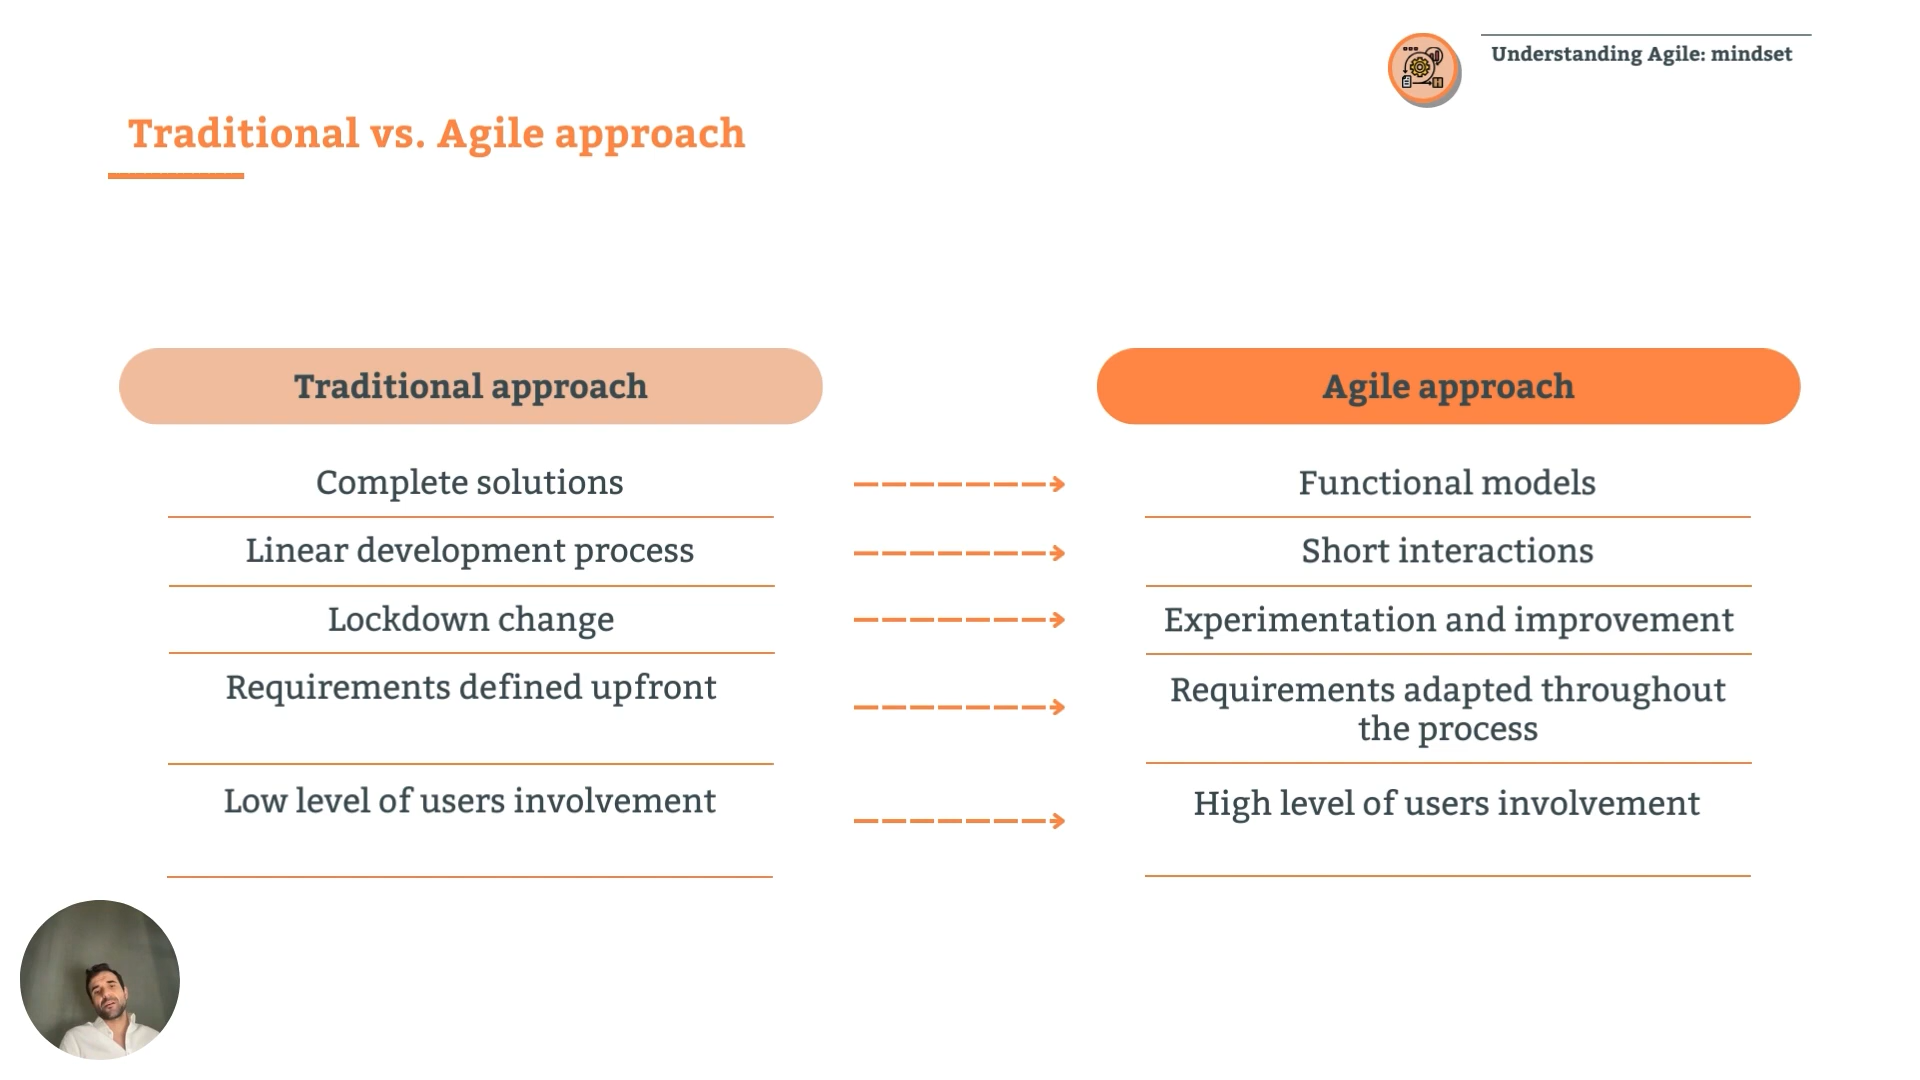 Understanding Agile: mindset
Traditional vs. Agile approach
Traditional approach
Agile approach
Complete solutions
Functional models
Linear development process
Short interactions
Lockdown change
Experimentation and improvement
Requirements defined upfront
Requirements adapted throughout
the process
Low level of users involvement
High level of users involvement